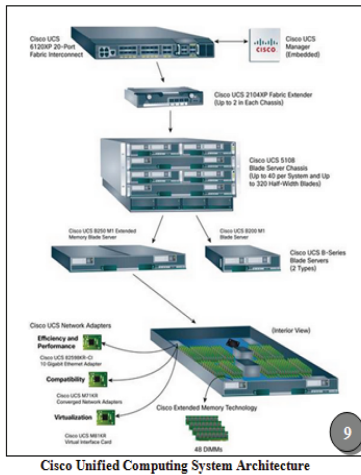 Cisco UCS
6120XP 20-Port
Fabric Interconnect
CISCO
Cisco UCS
Manager
(Embedded)
Cisco UCS 2104XP Fabric Extender
(Up to 2 in Each Chassis)
Cisco UCS 5108
Blade Server Chassis
(Up to 40 per System and Up
to 320 Half-Width Blades)
Cisco UCS B250 M1 Extended
Memory Blade Server
Cisco UCS B200 M1
Blade Server
Cisco UCS B-Series
Blade Servers
(2 Types)
Cisco UCS Network Adapters
(Interior View)
Efficiency and
Performance
Cisco UCS 82598KR-CI
10 Gigabit Ethernet Adapter
Compatibility
Cisco UCS M71KR
Converged Network Adapters
Virtualization
Cisco UCS M81KR
Virtual Interface Card
Cisco Extended Memory Technology
48 DIMMs
9
Cisco Unified Computing System Architecture